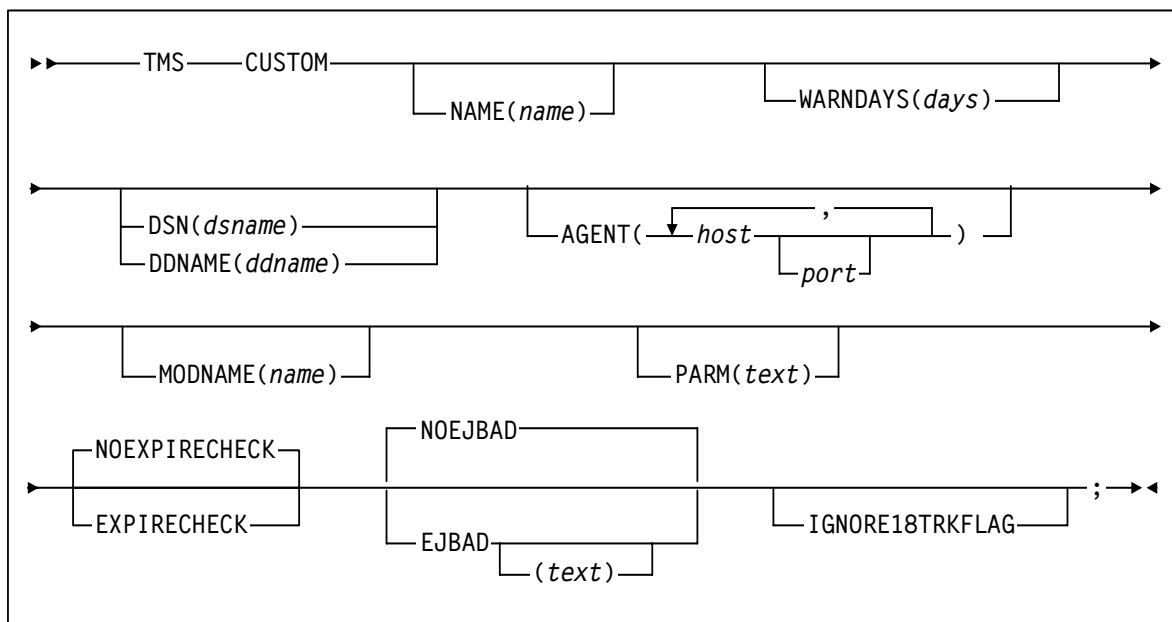 TMS CUSTOM
NAME(name) WARNDAYS(days)
DSN(dsname)
DDNAME(ddname)
AGENT( host , port )
MODNAME(name) PARM(text)
NOEXPIRECHECK NOEJBAD
EXPIRECHECK EJBAD IGNORE18TRKFLAG ;
(text)